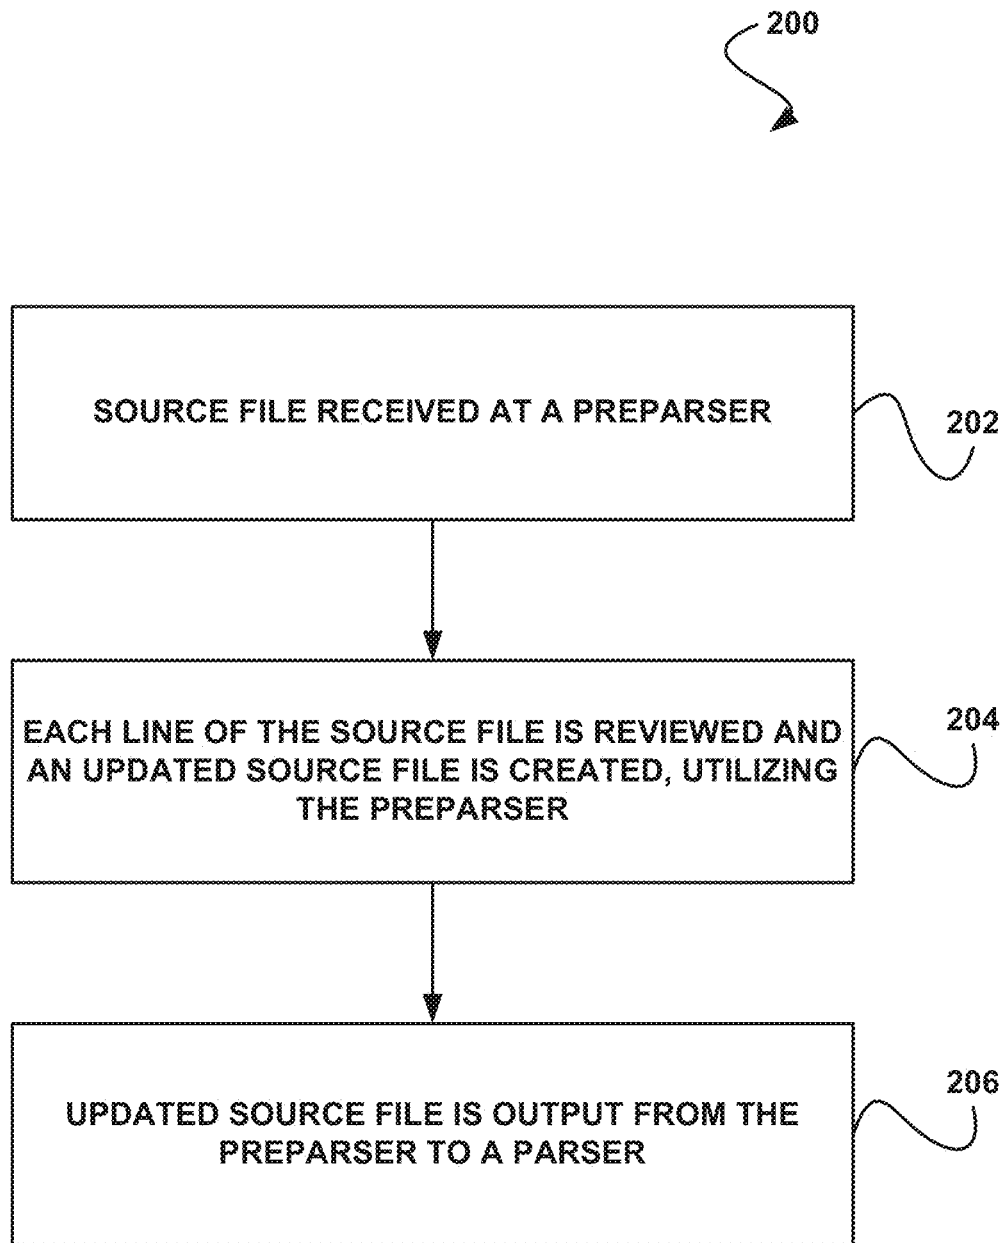 200
SOURCE FILE RECEIVED AT A PREPARSER
202
EACH LINE OF THE SOURCE FILE IS REVIEWED AND
AN UPDATED SOURCE FILE IS CREATED, UTILIZING
THE PREPARSER
204
UPDATED SOURCE FILE IS OUTPUT FROM THE
PREPARSER TO A PARSER
206